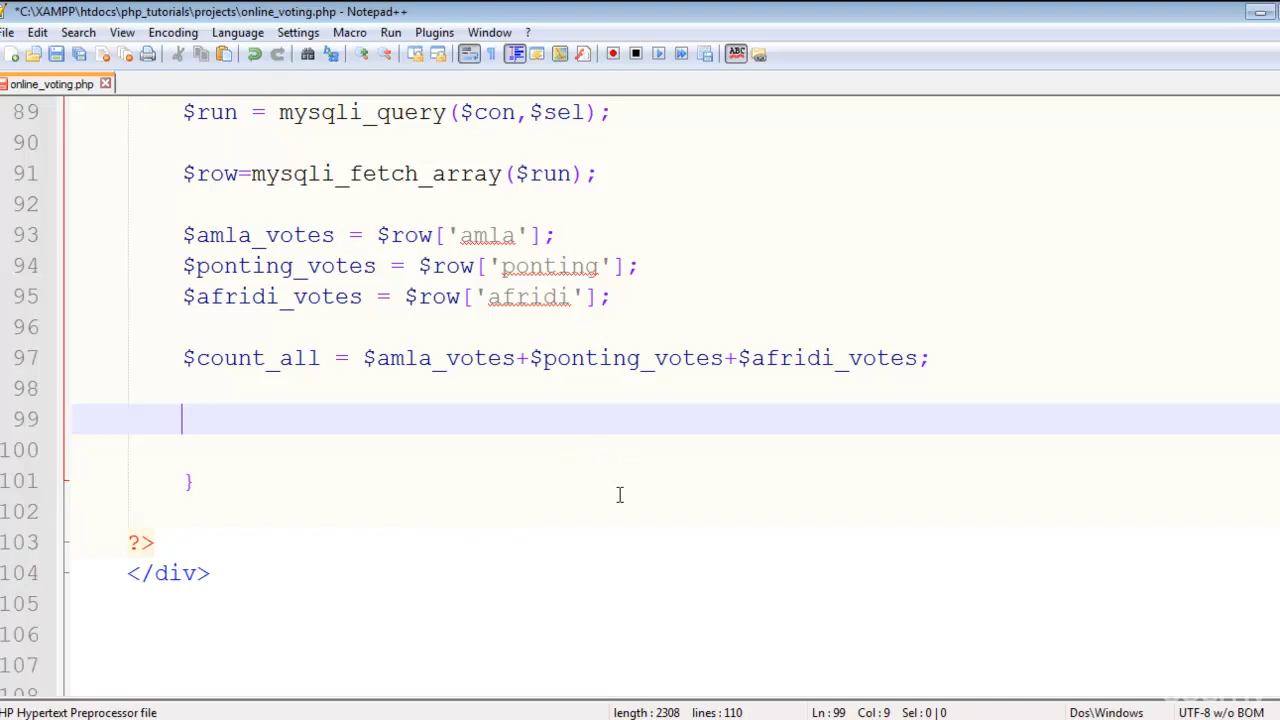 *C:\XAMPP\htdocs\php_tutorials\projects\online_voting.php - Notepad++
File Edit Search View Encoding Language Settings Macro Run Plugins Window ?
online_voting.php
89 $run = mysqli_query($con,$sel);
90
91 $row=mysqli_fetch_array($run);
92
93 $amla_votes = $row['amla'];
94 $ponting_votes = $row['ponting'];
95 $afridi_votes = $row['afridi'];
96
97 $count_all = $amla_votes+$ponting_votes+$afridi_votes;
98
99
100
101 }
102
103 ?>
104 </div>
105
106
107
108
HP Hypertext Preprocessor file length : 2308 lines : 110 Ln : 99 Col : 9 Sel : 0 | 0 Dos\Windows UTF-8 w/o BOM